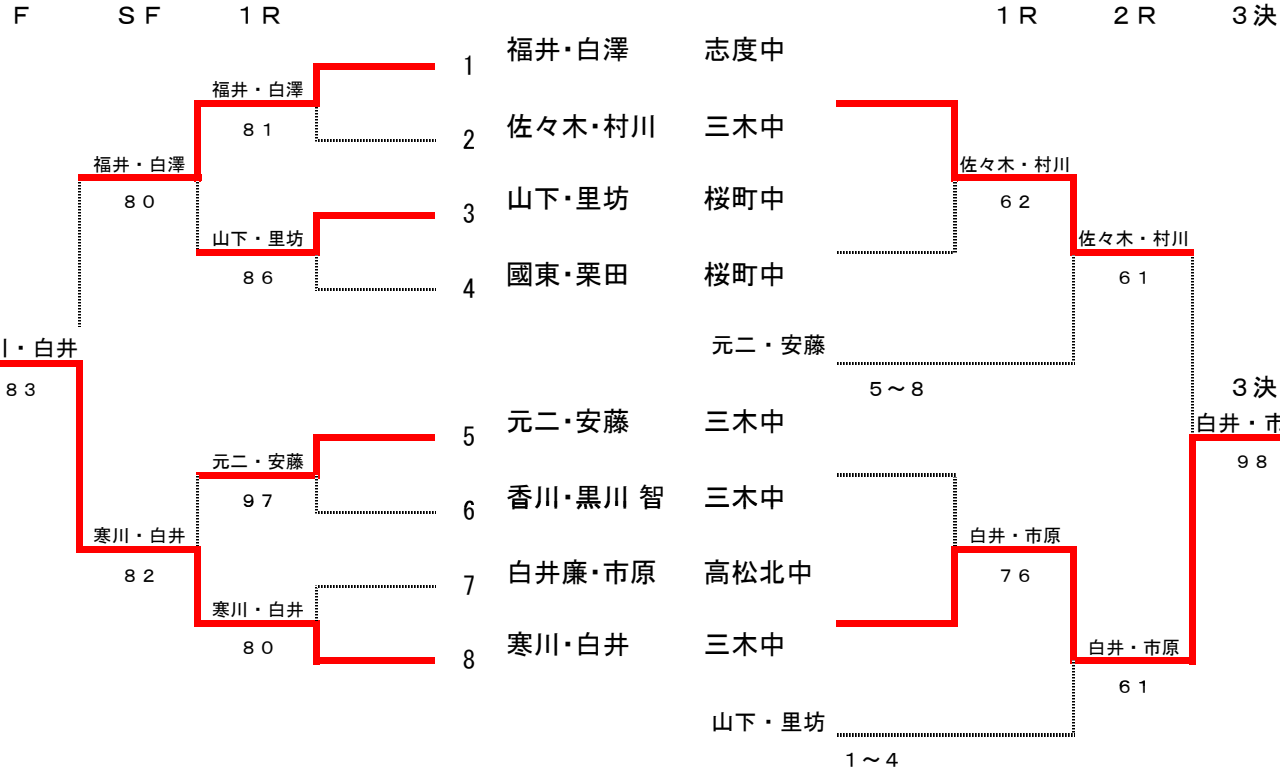 F SF 1R 1R 2R 3決
1 福井・白澤 志度中
福井・白澤
81
2 佐々木・村川 三木中
福井・白澤
80
佐々木・村川
62
3 山下・里坊 桜町中
山下・里坊
86
佐々木・村川
61
4 國東・栗田 桜町中
・白井
83
元二・安藤
5～8
3決
5 元二・安藤 三木中
白井・市
98
元二・安藤
97
6 香川・黒川 智 三木中
寒川・白井
82
白井・市原
76
7 白井廉・市原 高松北中
寒川・白井
80
8 寒川・白井 三木中
白井・市原
61
山下・里坊
1～4